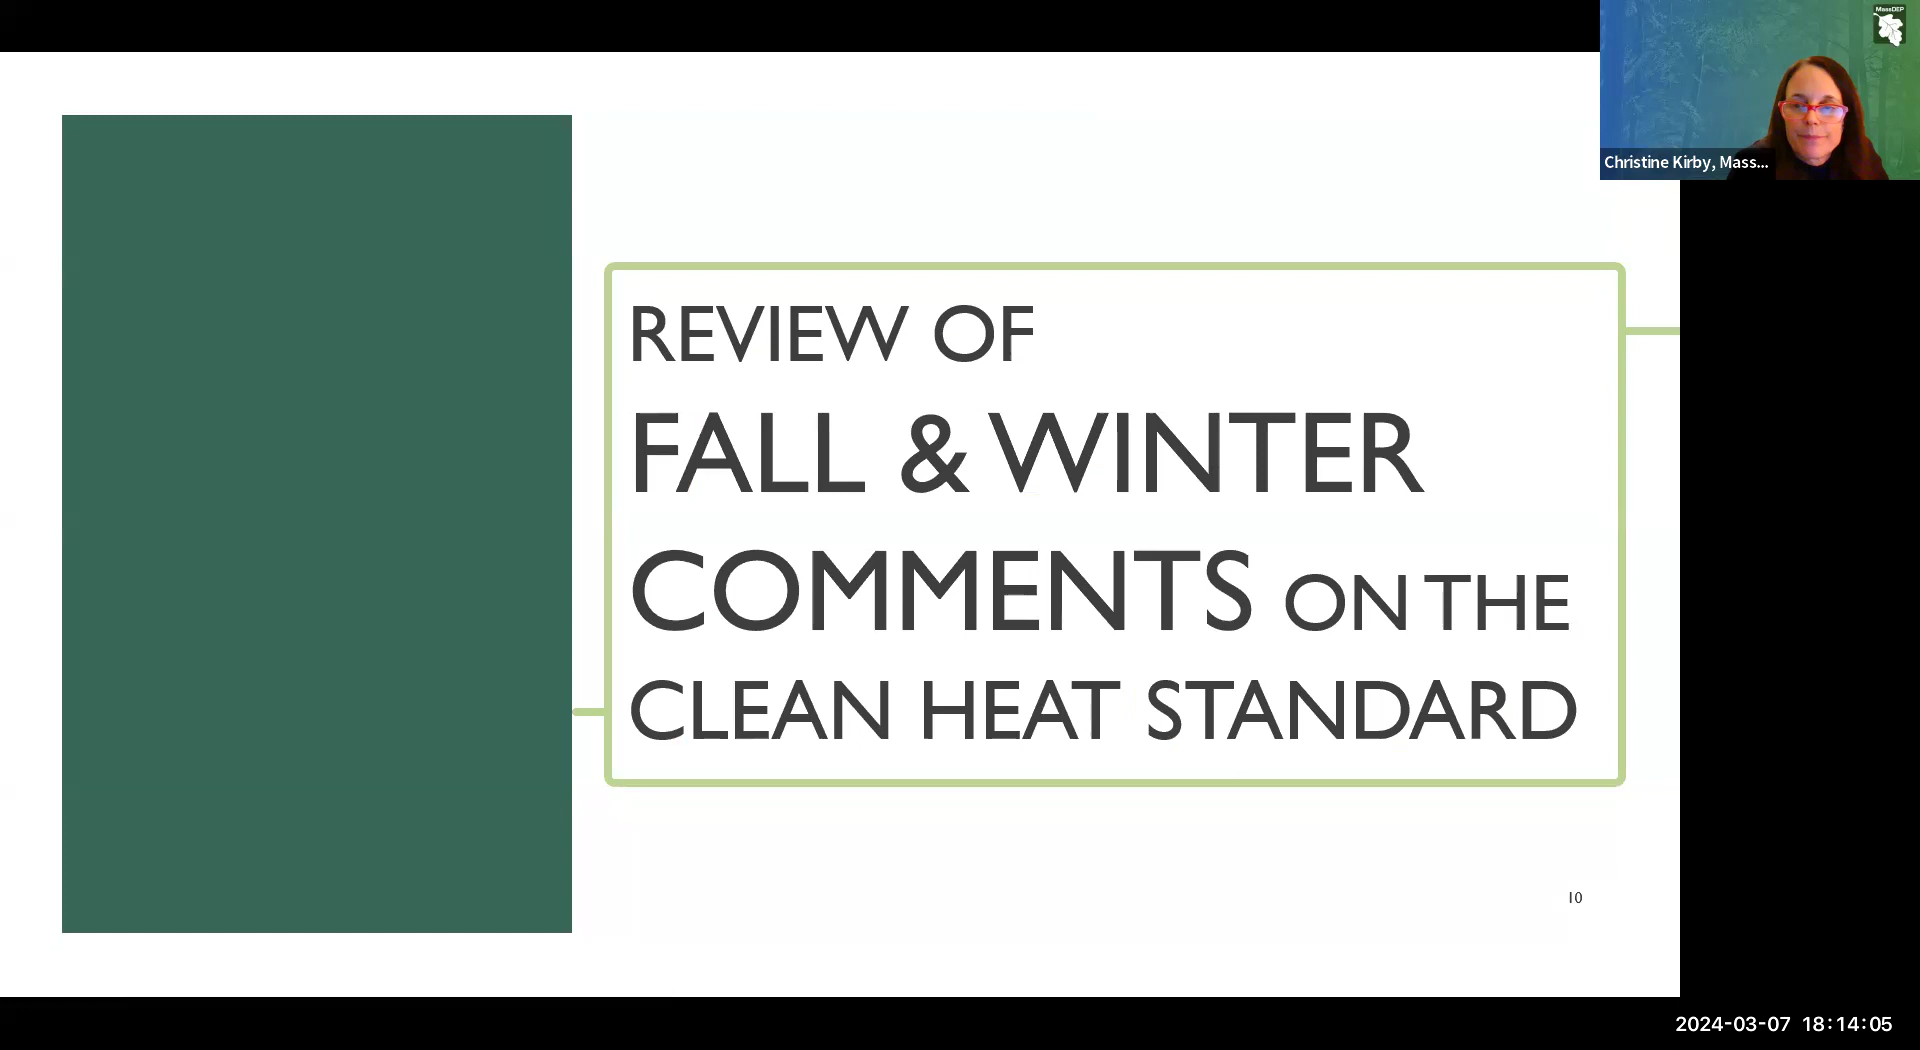 MassDEP
Christine Kirby, Mass...
REVIEW OF
FALL & WINTER
COMMENTS ON THE
CLEAN HEAT STANDARD
10
2024-03-07 18:14:05